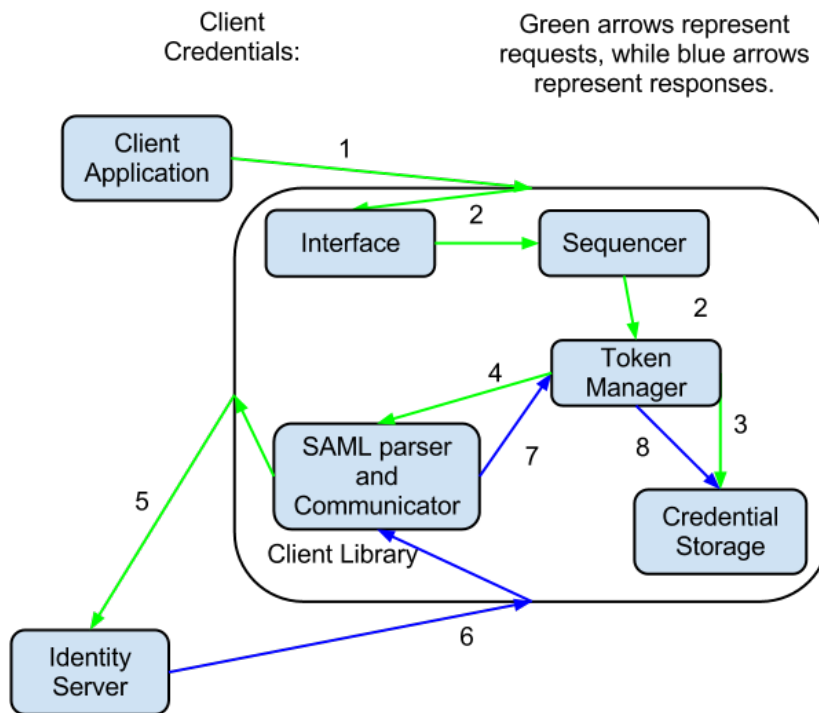 Client
Credentials:
Green arrows represent
requests, while blue arrows
represent responses.
Client
Application
1
Interface
2
Sequencer
2
Token
Manager
4
3
SAML parser
and
Communicator
7
8
Credential
Storage
5
Client Library
6
Identity
Server